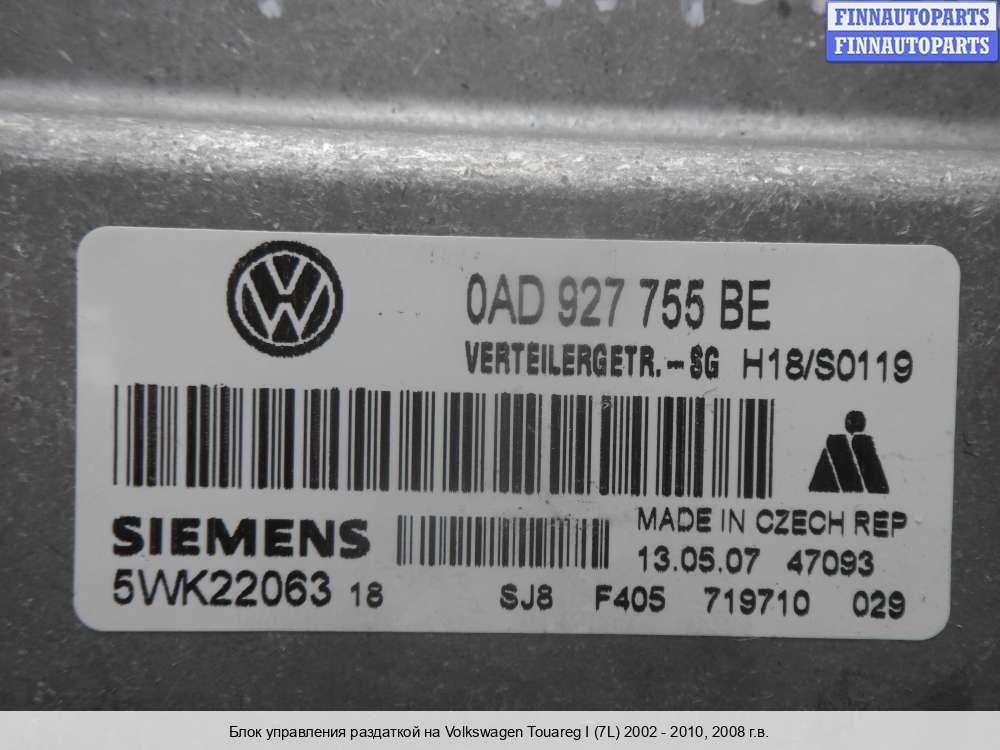 FINNAUTOPARTS
FINNAUTOPARTS
0AD 927 755 BE
VERTEILERGETR.-SG H18/S0119
SIEMENS
MADE IN CZECH REP
13.05.07 47093
5WK22063 18 SJ8 F405 719710 029
Блок управления раздаткой на Volkswagen Touareg I (7L) 2002 - 2010, 2008 г.в.